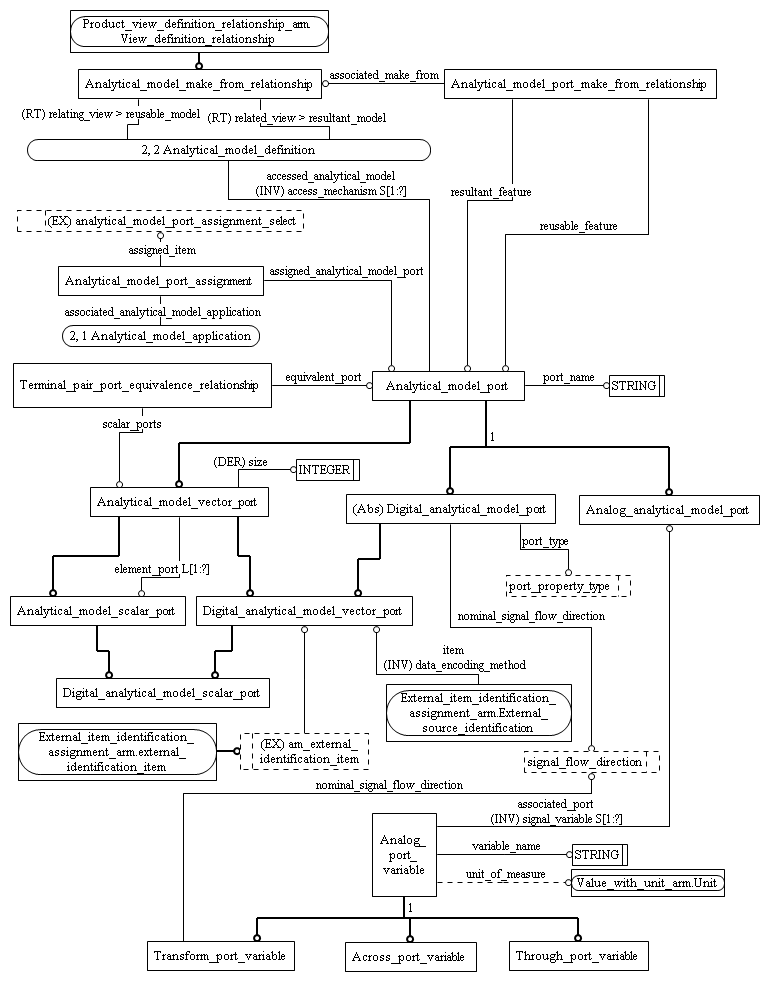 Product_view_definition_relationship_arm.
View_definition_relationship
Analytical_model_make_from_relationship
associated_make_from
Analytical_model_port_make_from_relationship
(RT) relating_view > reusable_model
(RT) related_view > resultant_model
2, 2 Analytical_model_definition
accessed_analytical_model
(INV) access_mechanism S[1:?]
resultant_feature
(EX) analytical_model_port_assignment_select
reusable_feature
assigned_item
Analytical_model_port_assignment
assigned_analytical_model_port
associated_analytical_model_application
2, 1 Analytical_model_application
Terminal_pair_port_equivalence_relationship
equivalent_port
Analytical_model_port
port_name
STRING
scalar_ports
1
(DER) size
INTEGER
Analytical_model_vector_port
(Abs) Digital_analytical_model_port
Analog_analytical_model_port
port_type
element_port L[1:?]
port_property_type
Analytical_model_scalar_port
Digital_analytical_model_vector_port
nominal_signal_flow_direction
item
(INV) data_encoding_method
Digital_analytical_model_scalar_port
External_item_identification_
assignment_arm.External_
source_identification
External_item_identification_
assignment_arm.external_
identification_item
(EX) am_external_
identification_item
signal_flow_direction
nominal_signal_flow_direction
associated_port
(INV) signal_variable S[1:?]
Analog_
port_
variable
variable_name
STRING
unit_of_measure
Value_with_unit_arm.Unit
1
Transform_port_variable
Across_port_variable
Through_port_variable